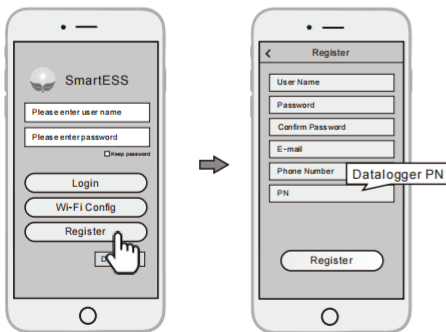 SmartESS
Please enter user name
Please enter password
Keep password
Login
Wi-Fi Config
Register
Register
User Name
Password
Confirm Password
E-mail
Phone Number
Datalogger PN
PN
Register